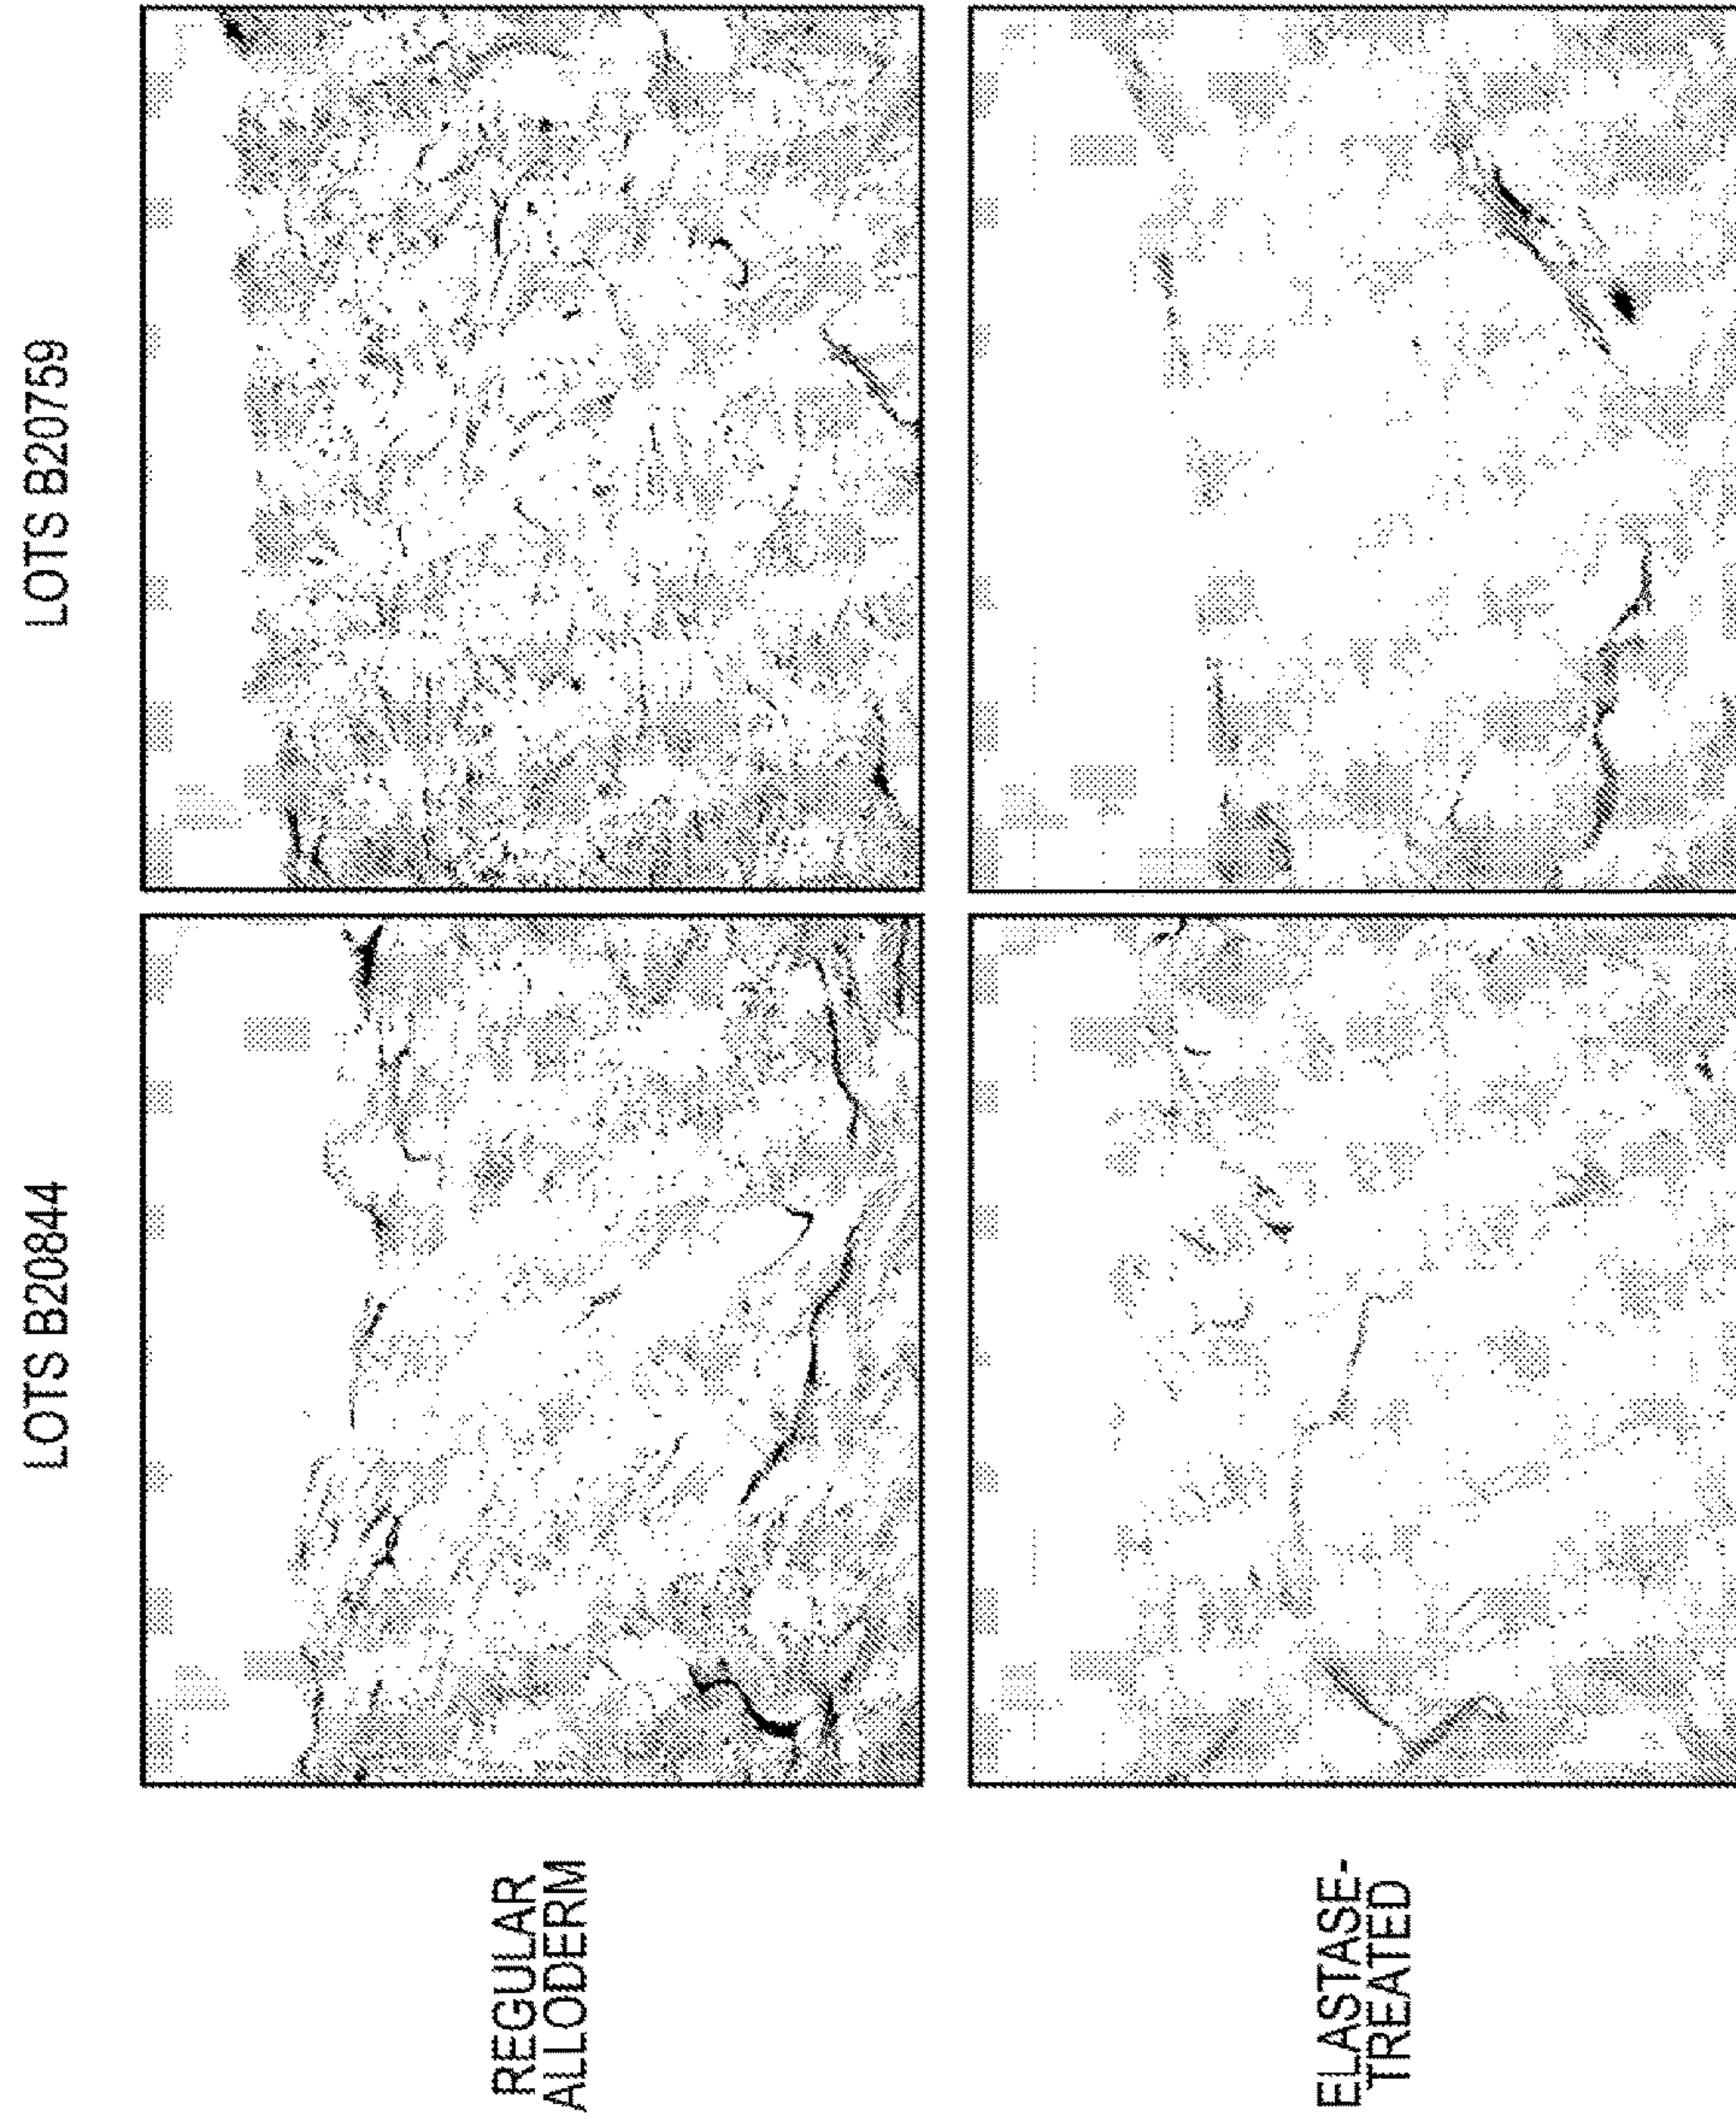 LOTS B20844
LOTS B20759
REGULAR
ALLODERM
ELASTASE-
TREATED